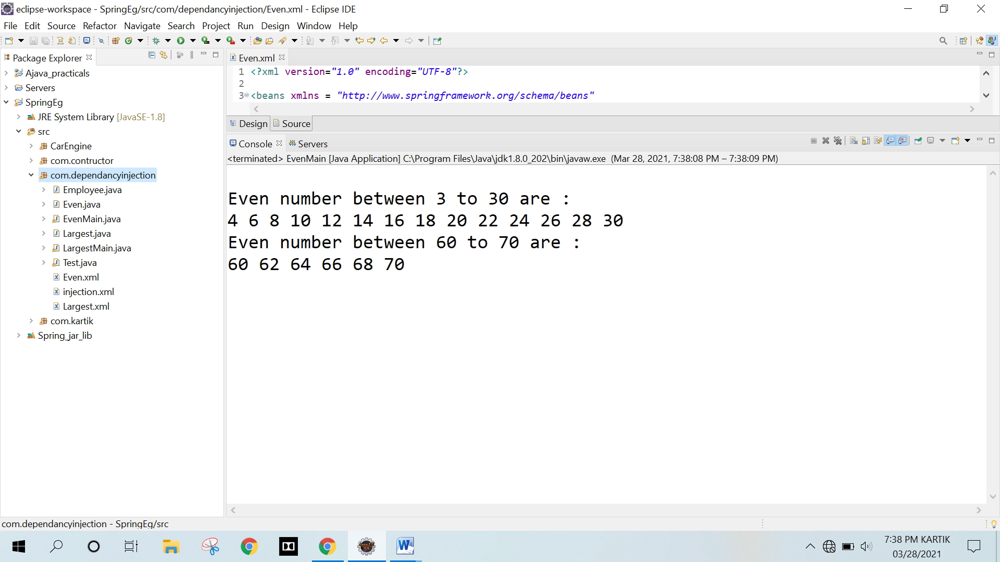 eclipse-workspace - SpringEg/src/com/dependancyinjection/Even.xml - Eclipse IDE
File Edit Source Refactor Navigate Search Project Run Design Window Help
Package Explorer
Ajava_practicals
Servers
SpringEg
JRE System Library [JavaSE-1.8]
src
CarEngine
com.contructor
com.dependancyinjection
Employee.java
Even.java
EvenMain.java
Largest.java
LargestMain.java
Test.java
Even.xml
injection.xml
Largest.xml
com.kartik
Spring_jar_lib
Even.xml
1 <?xml version="1.0" encoding="UTF-8"?>
2
3 <beans xmlns = "http://www.springframework.org/schema/beans"
Design Source
Console Servers
<terminated> EvenMain [Java Application] C:\Program Files\Java\jdk1.8.0_202\bin\javaw.exe (Mar 28, 2021, 7:38:08 PM – 7:38:09 PM)
Even number between 3 to 30 are :
4 6 8 10 12 14 16 18 20 22 24 26 28 30
Even number between 60 to 70 are :
60 62 64 66 68 70
com.dependancyinjection - SpringEg/src
Java EE
IDE
W
7:38 PM KARTIK
03/28/2021